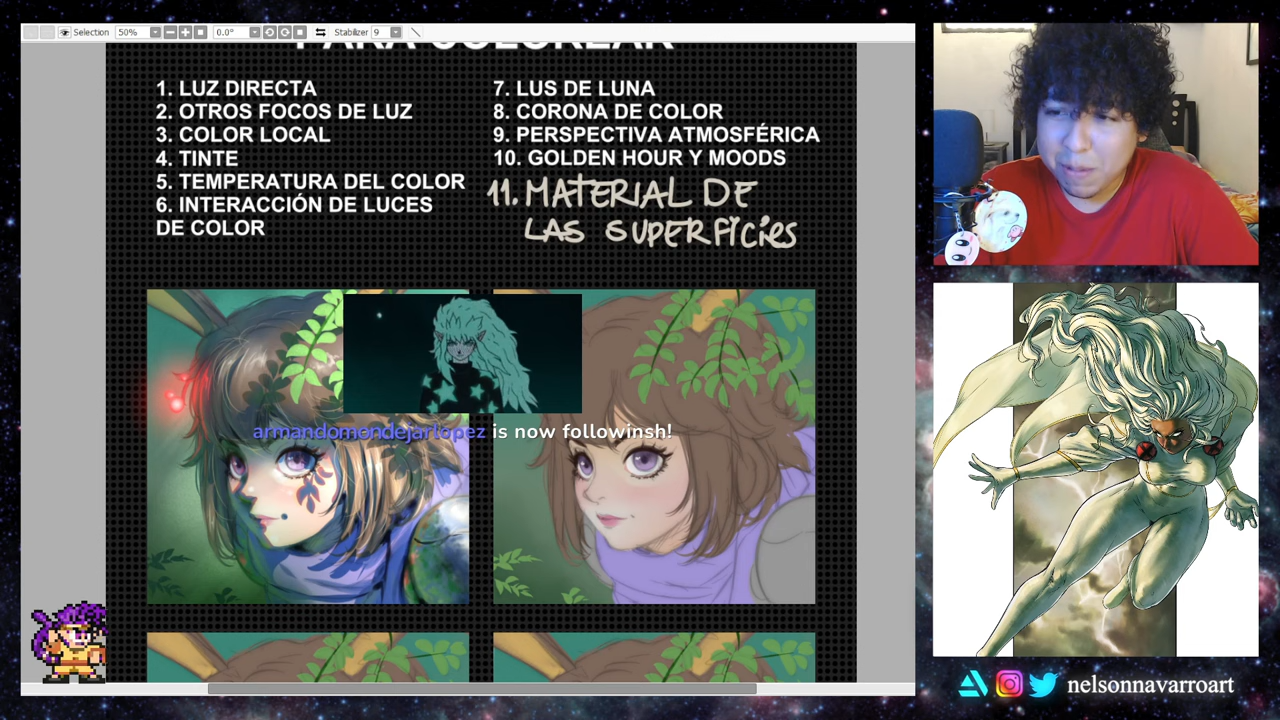 Selection 50% 0.0° Stabilizer 9
PARA COLOREAR
1. LUZ DIRECTA
2. OTROS FOCOS DE LUZ
3. COLOR LOCAL
4. TINTE
5. TEMPERATURA DEL COLOR
6. INTERACCIÓN DE LUCES
DE COLOR
7. LUS DE LUNA
8. CORONA DE COLOR
9. PERSPECTIVA ATMOSFÉRICA
10. GOLDEN HOUR Y MOODS
11. MATERIAL DE
LAS SUPERFICIES
armandomondejarlopez is now followinsh!
nelsonnavarroart